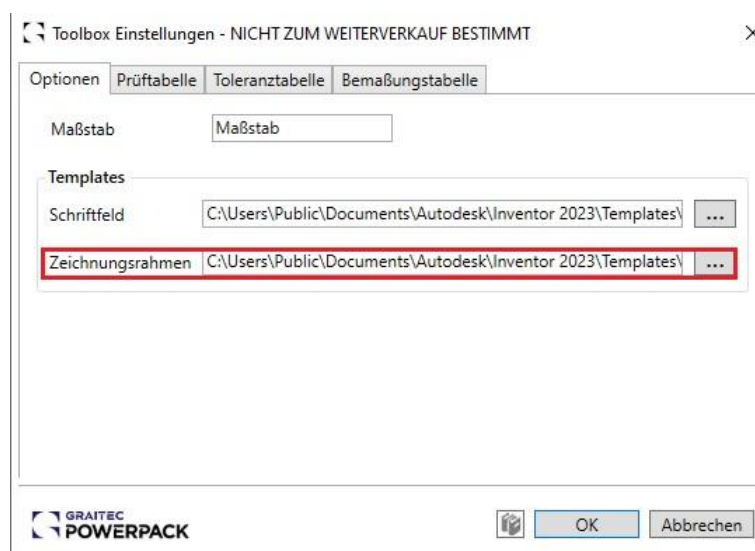 Toolbox Einstellungen - NICHT ZUM WEITERVERKAUF BESTIMMT
Optionen Prüftabelle Toleranztabelle Bemaßungstabelle
Maßstab Maßstab
Templates
Schriftfeld C:\Users\Public\Documents\Autodesk\Inventor 2023\Templates\ ...
Zeichnungsrahmen C:\Users\Public\Documents\Autodesk\Inventor 2023\Templates\ ...
GRAITEC
POWERPACK
OK Abbrechen